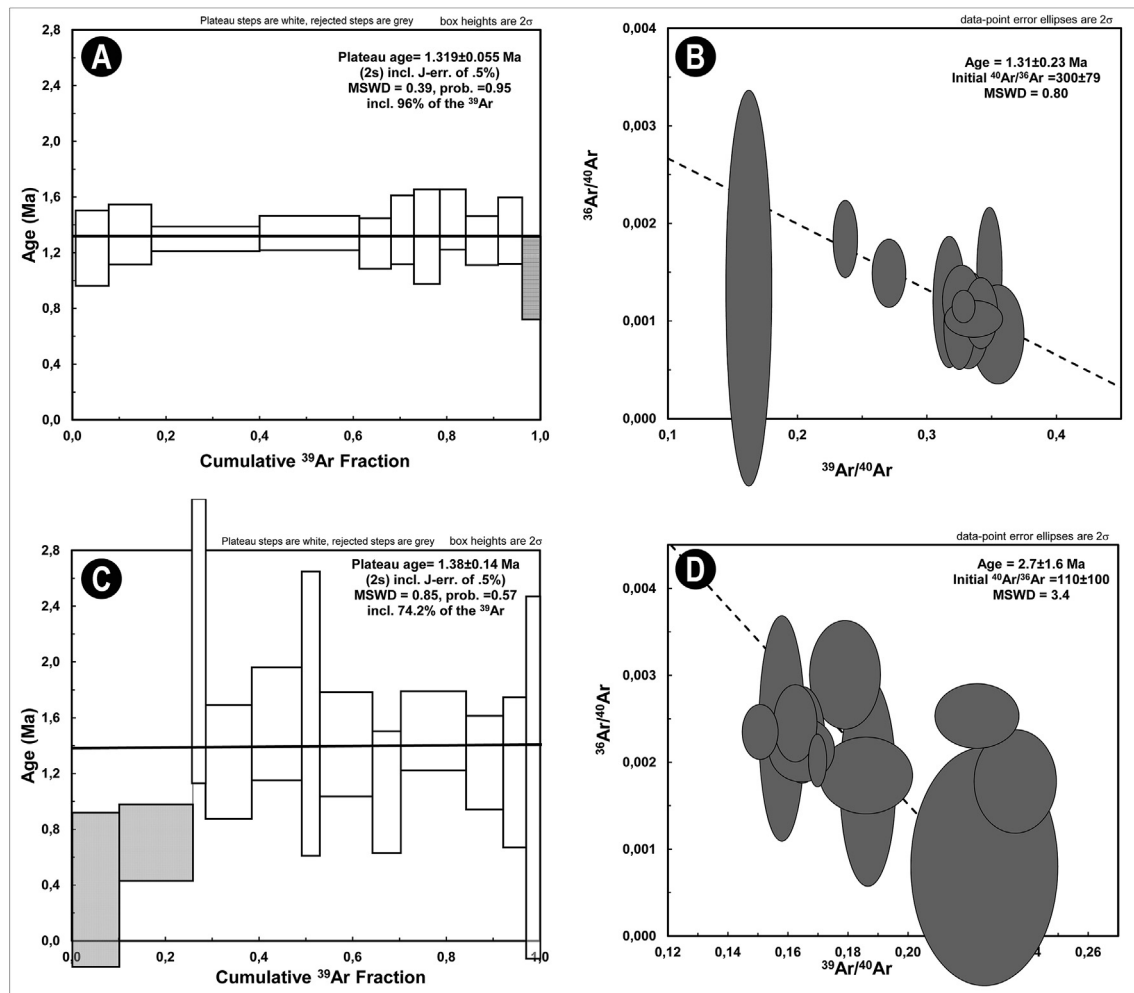 Plateau steps are white, rejected steps are grey
box heights are 2σ
A
Plateau age= 1.319±0.055 Ma
(2s) incl. J-err. of .5%)
MSWD = 0.39, prob. =0.95
incl. 96% of the ³⁹Ar
2,8
2,4
2,0
1,6
1,2
0,8
0,4
0,0
Age (Ma)
0,0 0,2 0,4 0,6 0,8 1,0
Cumulative ³⁹Ar Fraction
data-point error ellipses are 2σ
B
Age = 1.31±0.23 Ma
Initial ⁴⁰Ar/³⁶Ar =300±79
MSWD = 0.80
0,004
0,003
0,002
0,001
0,000
³⁶Ar/⁴⁰Ar
0,1 0,2 0,3 0,4
³⁹Ar/⁴⁰Ar
Plateau steps are white, rejected steps are grey
box heights are 2σ
C
Plateau age= 1.38±0.14 Ma
(2s) incl. J-err. of .5%)
MSWD = 0.85, prob. =0.57
incl. 74.2% of the ³⁹Ar
2,8
2,4
2,0
1,6
1,2
0,8
0,4
0,0
Age (Ma)
0,0 0,2 0,4 0,6 0,8 1,0
Cumulative ³⁹Ar Fraction
data-point error ellipses are 2σ
D
Age = 2.7±1.6 Ma
Initial ⁴⁰Ar/³⁶Ar =110±100
MSWD = 3.4
0,004
0,003
0,002
0,001
0,000
³⁶Ar/⁴⁰Ar
0,12 0,14 0,16 0,18 0,20 4 0,26
³⁹Ar/⁴⁰Ar